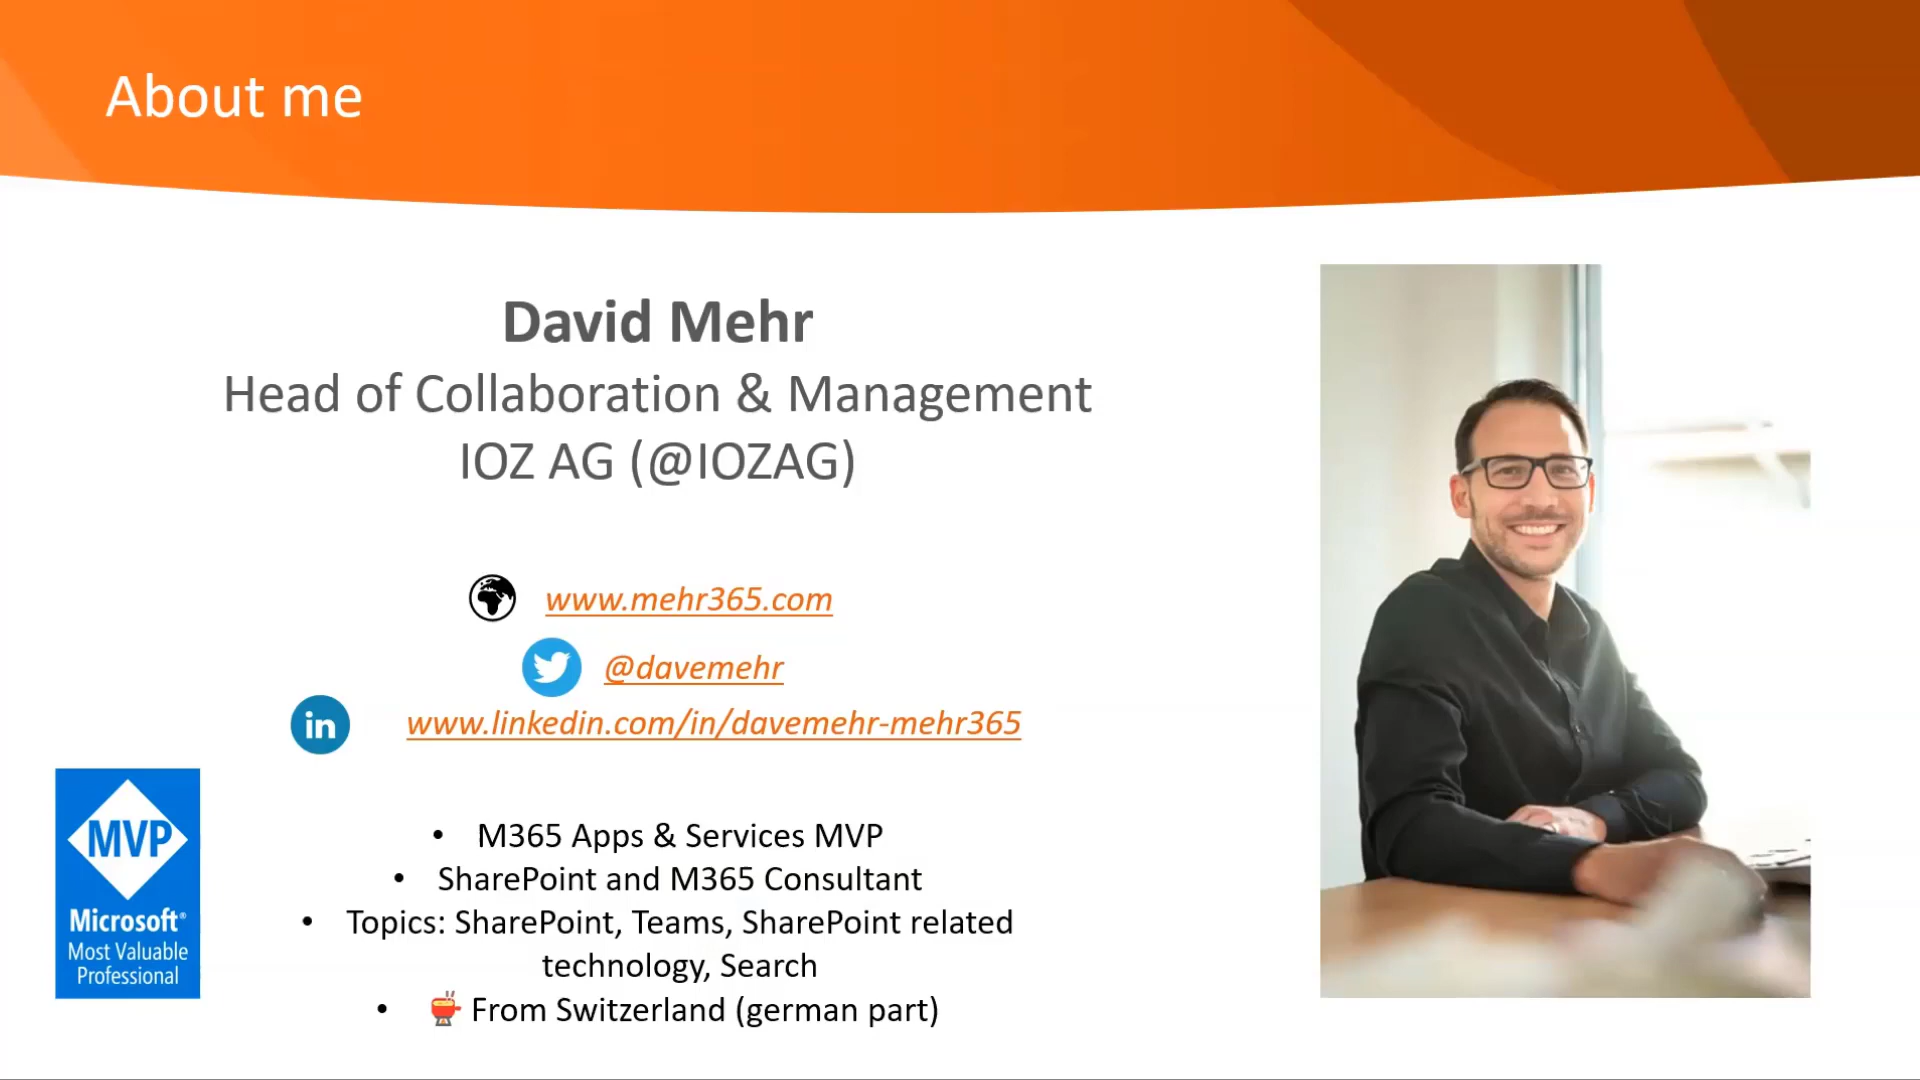 About me
David Mehr
Head of Collaboration & Management
IOZ AG (@IOZAG)
www.mehr365.com
@davemehr
in www.linkedin.com/in/davemehr-mehr365
MVP
Microsoft®
Most Valuable
Professional
• M365 Apps & Services MVP
• SharePoint and M365 Consultant
• Topics: SharePoint, Teams, SharePoint related
technology, Search
• From Switzerland (german part)